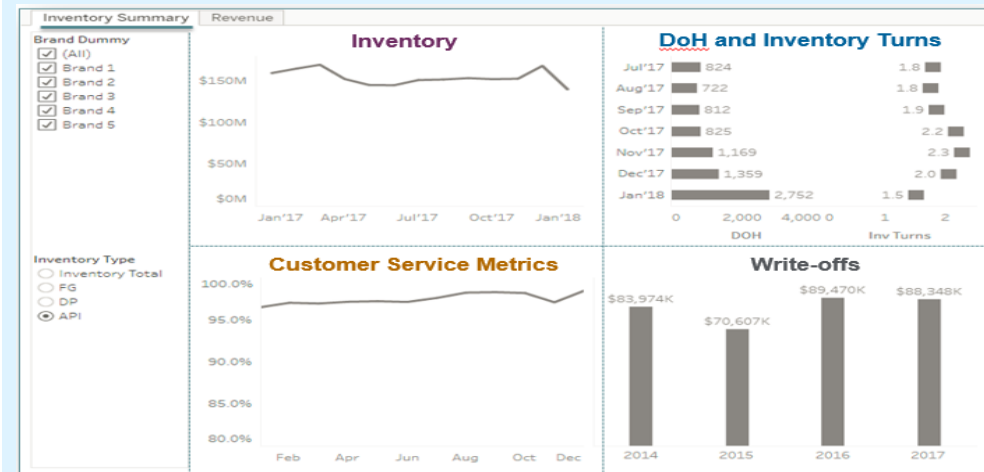 Inventory Summary Revenue
Brand Dummy
(All)
Brand 1
Brand 2
Brand 3
Brand 4
Brand 5
Inventory Type
Inventory Total
FG
DP
API
Inventory
$150M
$100M
$50M
$0M
Jan'17 Apr'17 Jul'17 Oct'17 Jan'18
DoH and Inventory Turns
Jul'17 824 1.8
Aug'17 722 1.8
Sep'17 812 1.9
Oct'17 825 2.2
Nov'17 1,169 2.3
Dec'17 1,359 2.0
Jan'18 2,752 1.5
0 2,000 4,000 0 1 2
DOH Inv Turns
Customer Service Metrics
100.0%
95.0%
90.0%
85.0%
80.0%
Feb Apr Jun Aug Oct Dec
Write-offs
$83,974K $70,607K $89,470K $88,348K
2014 2015 2016 2017